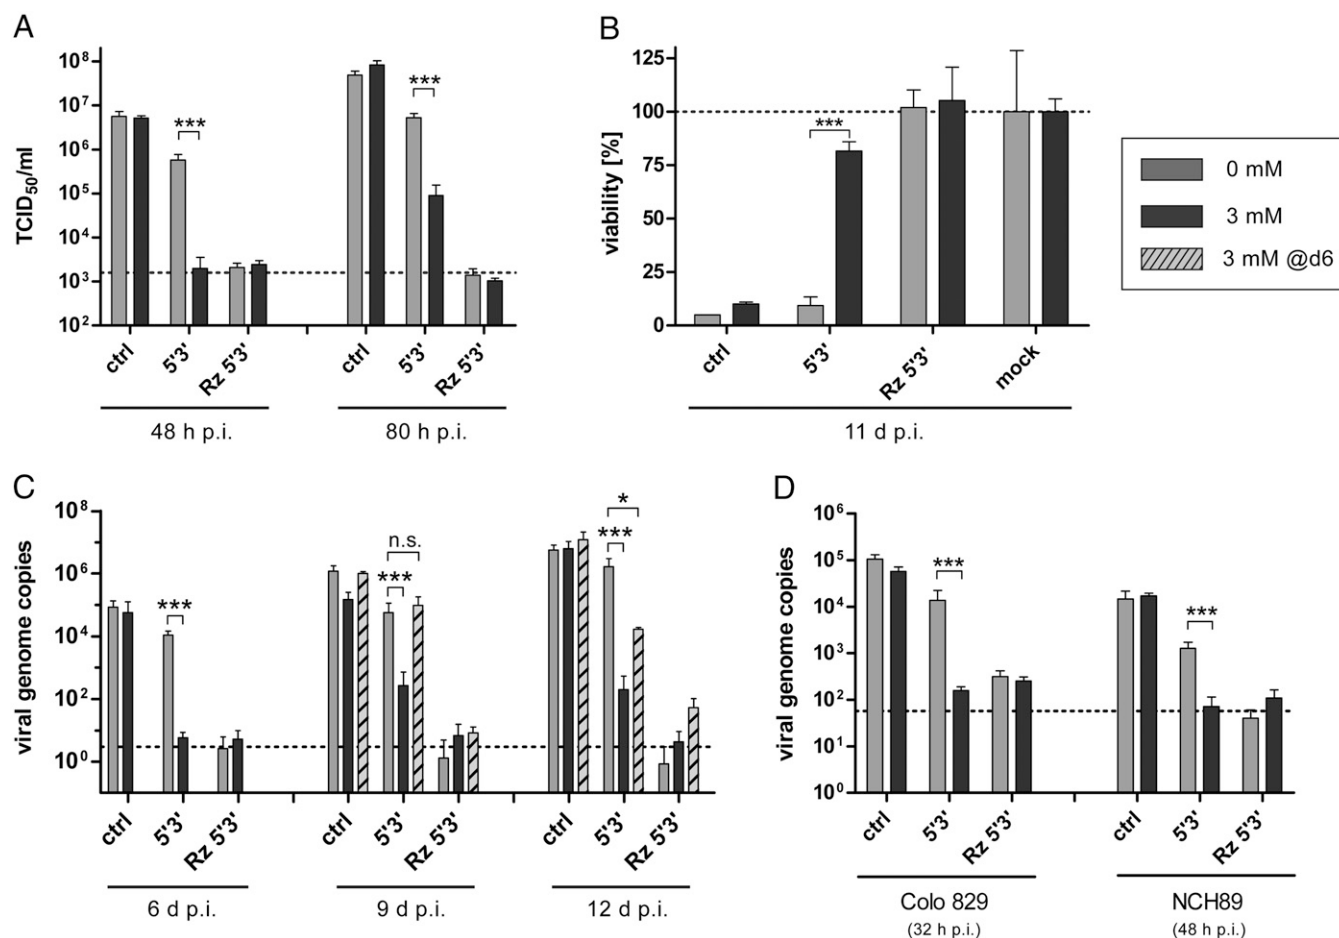 A
TCID50/ml
10⁸
10⁷
10⁶
10⁵
10⁴
10³
10²
***
***
ctrl
5'3'
Rz 5'3'
ctrl
5'3'
Rz 5'3'
48 h p.i.
80 h p.i.
B
viability [%]
125
100
75
50
25
0
***
ctrl
5'3'
Rz 5'3'
mock
11 d p.i.
0 mM
3 mM
3 mM @d6
C
viral genome copies
10⁸
10⁶
10⁴
10²
10⁰
***
n.s.
***
*
***
ctrl
5'3'
Rz 5'3'
ctrl
5'3'
Rz 5'3'
ctrl
5'3'
Rz 5'3'
6 d p.i.
9 d p.i.
12 d p.i.
D
viral genome copies
10⁶
10⁵
10⁴
10³
10²
10¹
10⁰
***
***
ctrl
5'3'
Rz 5'3'
ctrl
5'3'
Rz 5'3'
Colo 829
(32 h p.i.)
NCH89
(48 h p.i.)